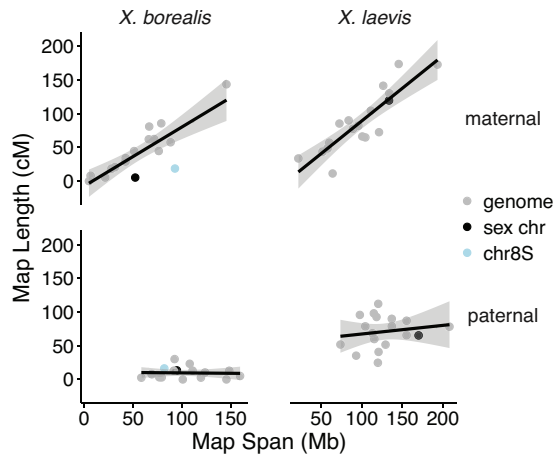 X. borealis
X. laevis
200
150
100
50
0
maternal
Map Length (cM)
genome
sex chr
chr8S
200
150
100
50
0
paternal
0
50
100
150
50
100
150
200
Map Span (Mb)